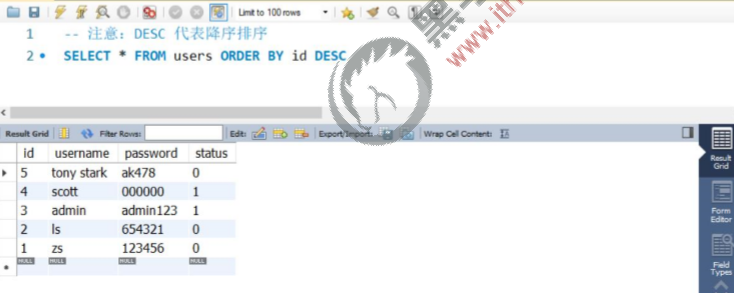 Limit to 100 rows
1 -- 注意：DESC 代表降序排序
2 SELECT * FROM users ORDER BY id DESC
Result Grid Filter Rows: Edit: Export/Import: Wrap Cell Content:
id username password status
5 tony stark ak478 0
4 scott 000000 1
3 admin admin123 1
2 ls 654321 0
1 zs 123456 0
NULL NULL NULL NULL
Result Grid
Form Editor
Field Types